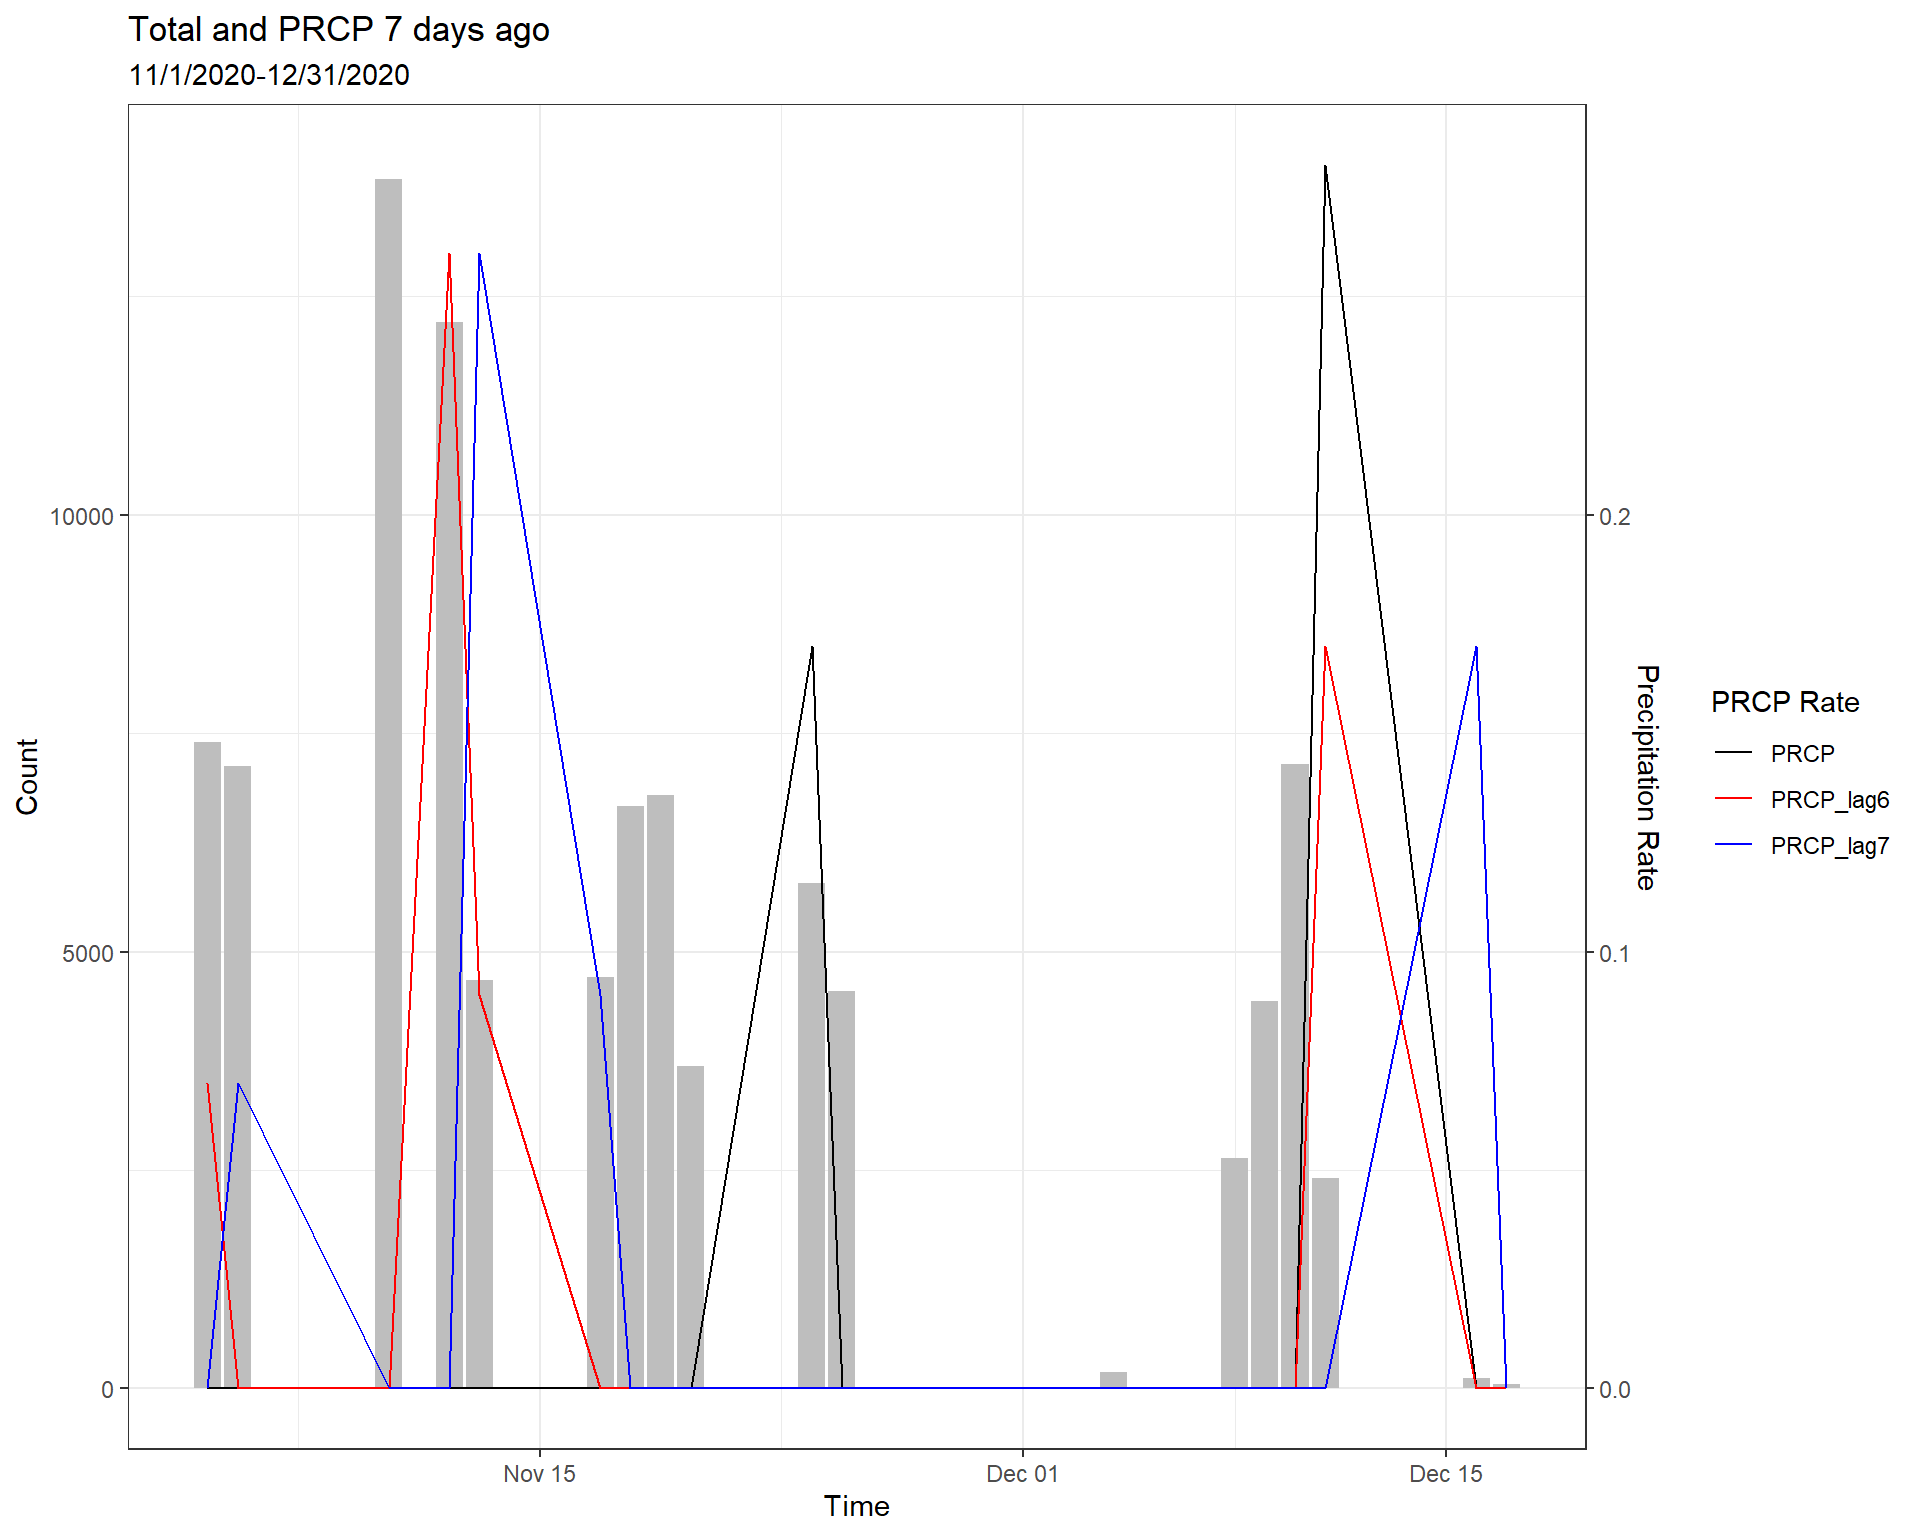 Total and PRCP 7 days ago
11/1/2020-12/31/2020
Count
10000
5000
0
0.2
0.1
0.0
Precipitation Rate
PRCP Rate
PRCP
PRCP_lag6
PRCP_lag7
Nov 15
Dec 01
Dec 15
Time